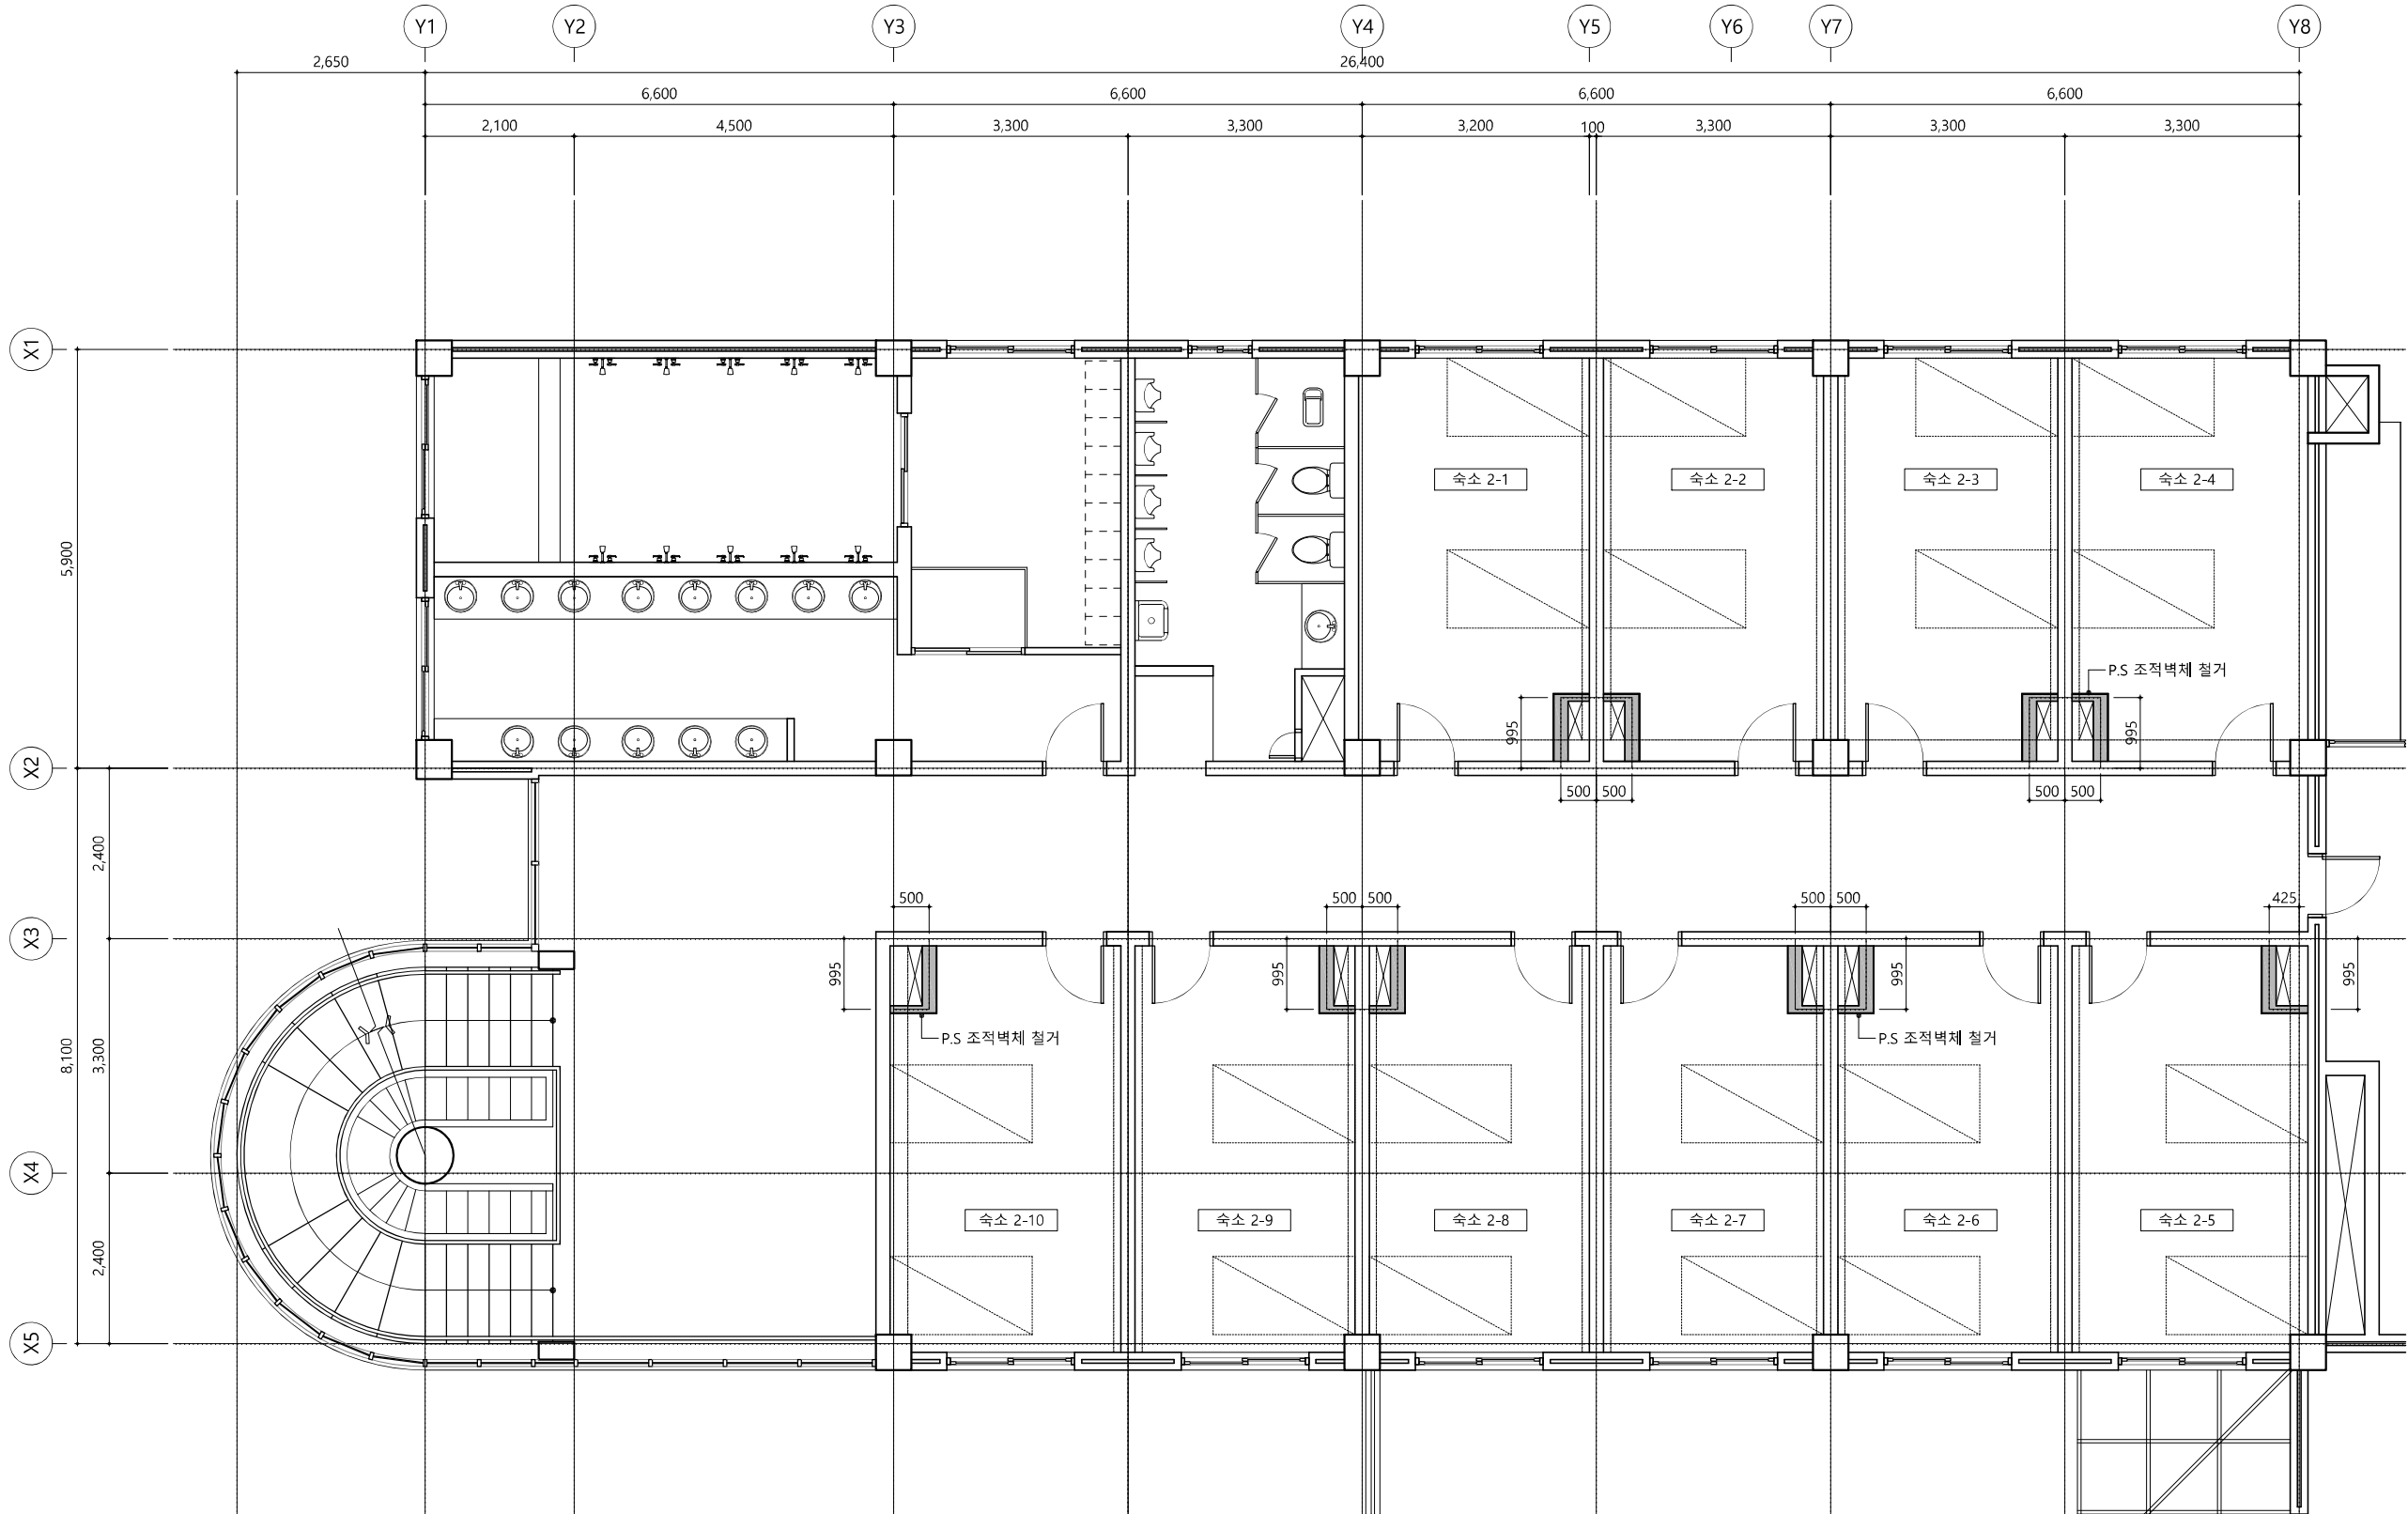 Y1 Y2 Y3 Y4 Y5 Y6 Y7 Y8
2,650 26,400
6,600 6,600 6,600 6,600
2,100 4,500 3,300 3,300 3,200 100 3,300 3,300 3,300
X1
숙소 2-1 숙소 2-2 숙소 2-3 숙소 2-4
5,900
P.S 조적벽체 철거
995 995
X2
500 500 500 500
2,400
500 500 500 500 500 425
X3
995 995 995 995
P.S 조적벽체 철거 P.S 조적벽체 철거
8,100 3,300
X4
숙소 2-10 숙소 2-9 숙소 2-8 숙소 2-7 숙소 2-6 숙소 2-5
2,400
X5